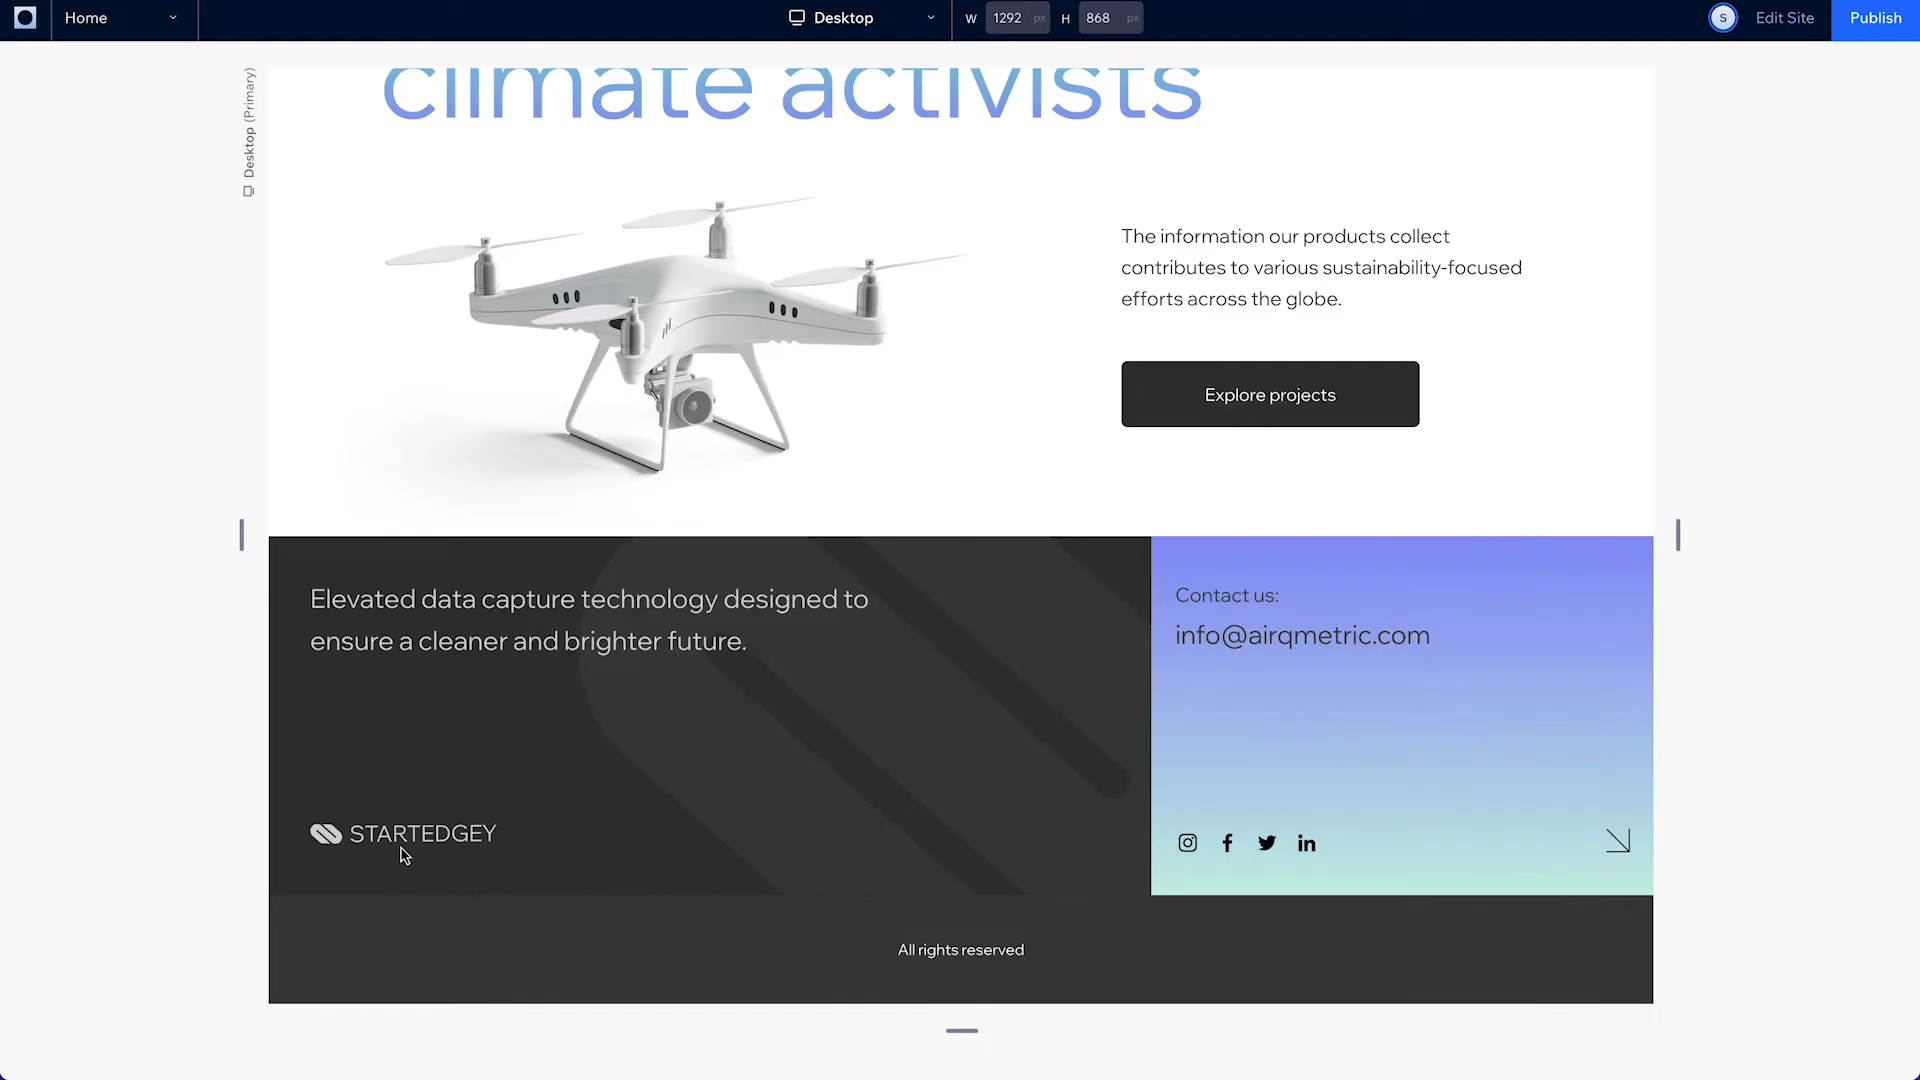 Home
Desktop
W 1292 px H 868 px
S
Edit Site
Publish
Desktop (Primary)
climate activists
The information our products collect
contributes to various sustainability-focused
efforts across the globe.
Explore projects
Elevated data capture technology designed to
ensure a cleaner and brighter future.
STARTEDGEY
Contact us:
info@airqmetric.com
All rights reserved